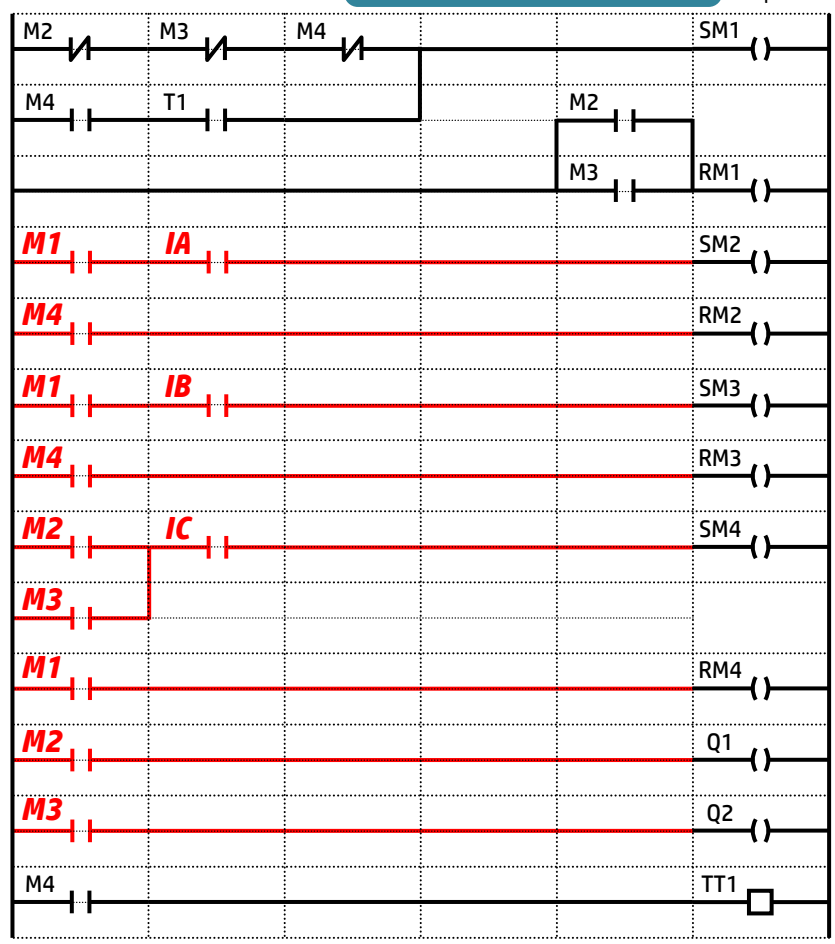 M2 M3 M4 SM1
M4 T1 M2
M3 RM1
M1 IA SM2
M4 RM2
M1 IB SM3
M4 RM3
M2 IC SM4
M3
M1 RM4
M2 Q1
M3 Q2
M4 TT1